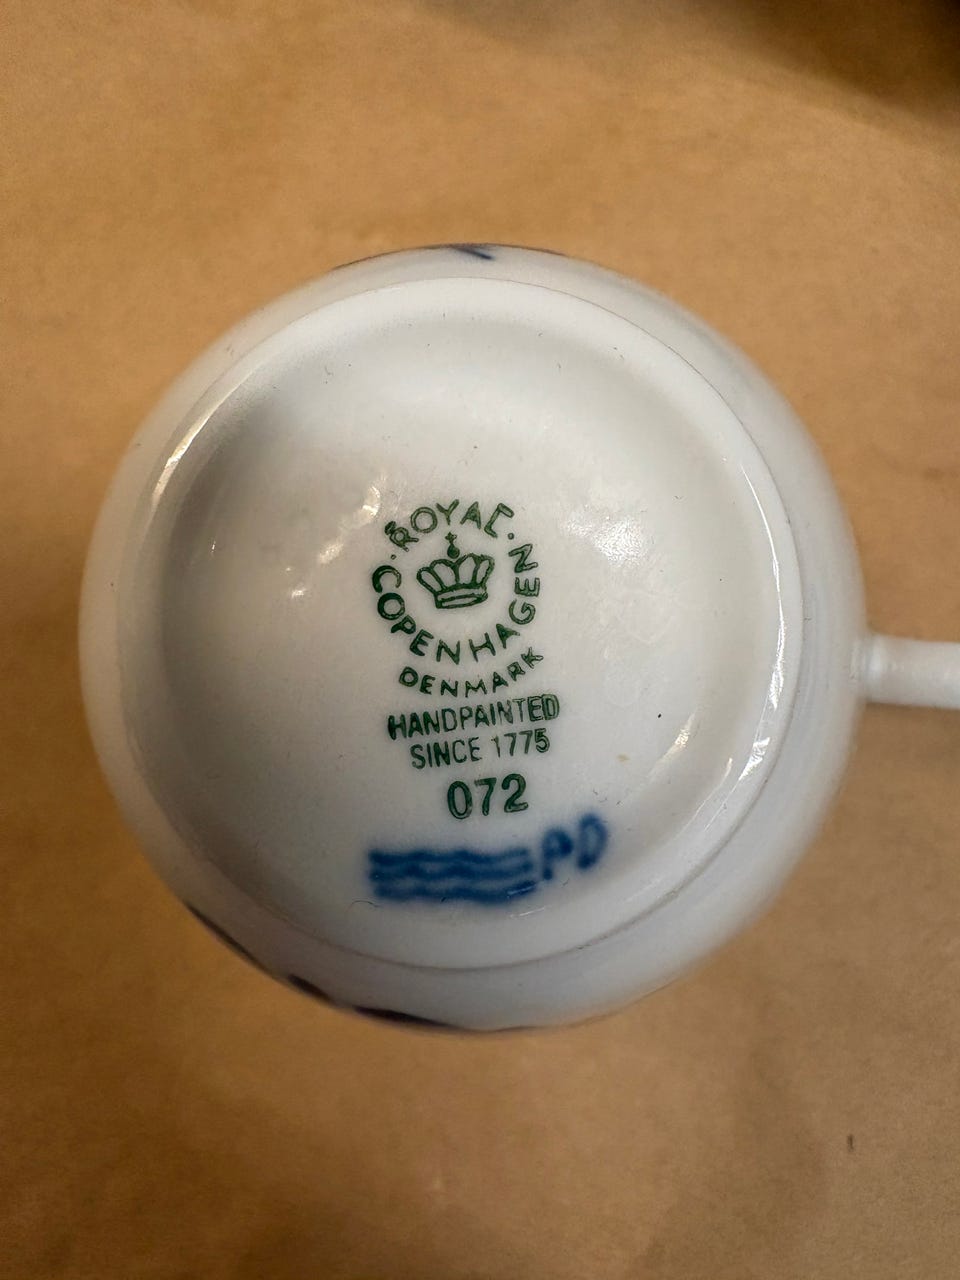 ROYAL
COPENHAGEN
DENMARK
HANDPAINTED
SINCE 1775
072
PD